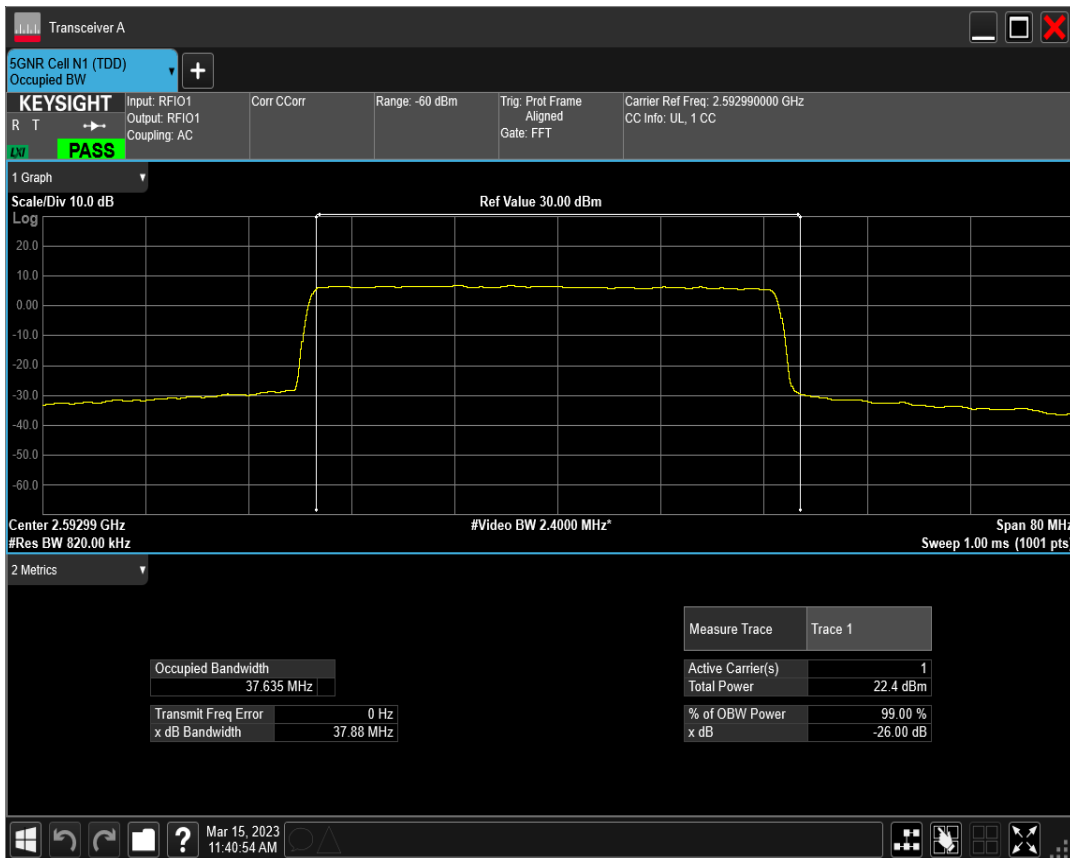 Transceiver A
5GNR Cell N1 (TDD)
Occupied BW
+
KEYSIGHT
R T
LXI
PASS
Input: RFIO1
Output: RFIO1
Coupling: AC
Corr CCorr
Range: -60 dBm
Trig: Prot Frame
Aligned
Gate: FFT
Carrier Ref Freq: 2.592990000 GHz
CC Info: UL, 1 CC
1 Graph
Scale/Div 10.0 dB
Ref Value 30.00 dBm
Log
20.0
10.0
0.00
-10.0
-20.0
-30.0
-40.0
-50.0
-60.0
Center 2.59299 GHz
#Video BW 2.4000 MHz*
Span 80 MHz
#Res BW 820.00 kHz
Sweep 1.00 ms (1001 pts)
2 Metrics
Measure Trace Trace 1
Occupied Bandwidth
37.635 MHz
Active Carrier(s) 1
Total Power 22.4 dBm
Transmit Freq Error 0 Hz
x dB Bandwidth 37.88 MHz
% of OBW Power 99.00 %
x dB -26.00 dB
?
Mar 15, 2023
11:40:54 AM